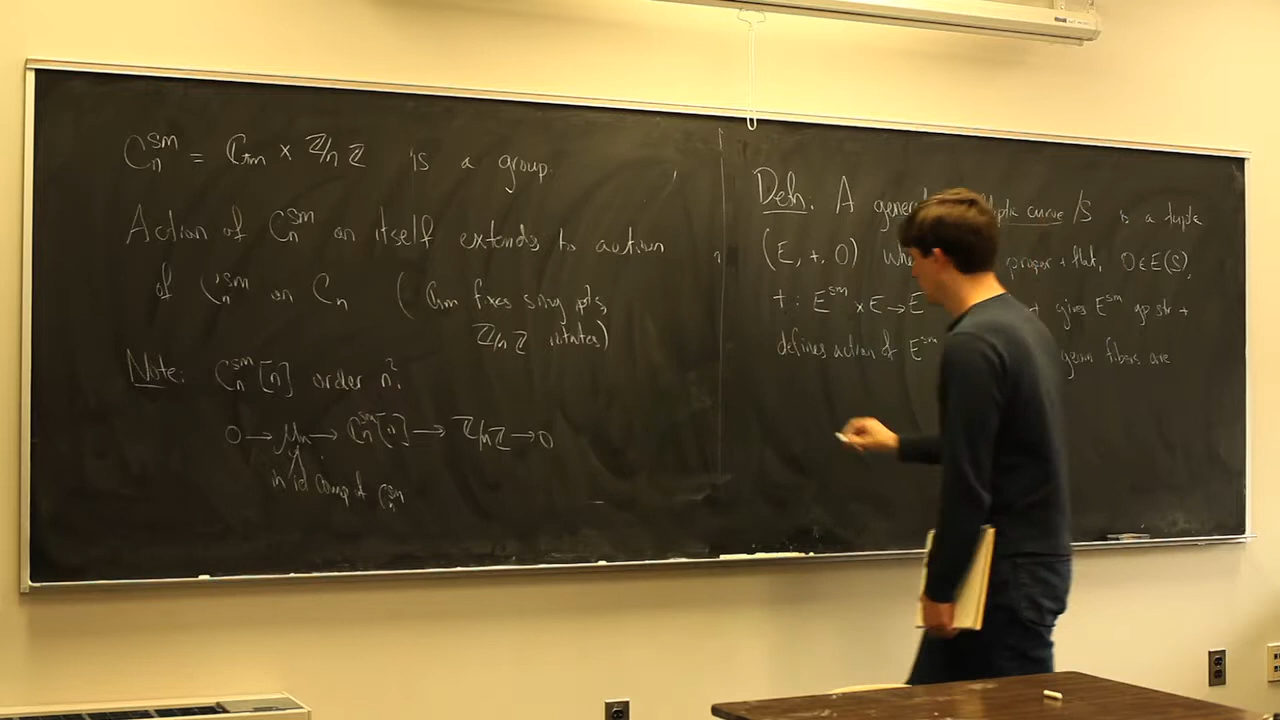 C_n^{sm} = G_m × ℤ/nℤ is a group.
Action of C_n^{sm} on itself extends to action
of C_n^{sm} on C_n ( G_m fixes sing pts,
ℤ/nℤ rotates)
Note: C_n^{sm}[n] order n²:
0 → μ_n → C_n^{sm}[n] → ℤ/nℤ → 0
in id comp of C_n^{sm}
Defn. A gener ptic curve /S is a tuple
(E, +, 0) whe proper + flat, 0∈E(S),
+ : E^{sm} × E → E + gives E^{sm} gp str +
defines action of E^{sm} geom fibers are